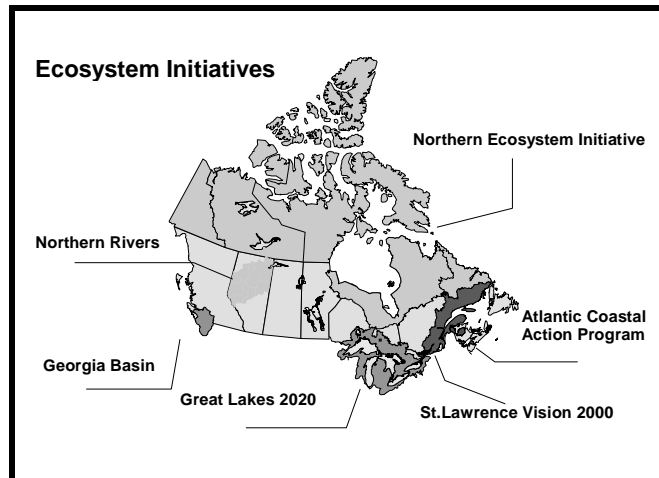 Ecosystem Initiatives
Northern Ecosystem Initiative
Northern Rivers
Atlantic Coastal
Action Program
Georgia Basin
Great Lakes 2020
St.Lawrence Vision 2000